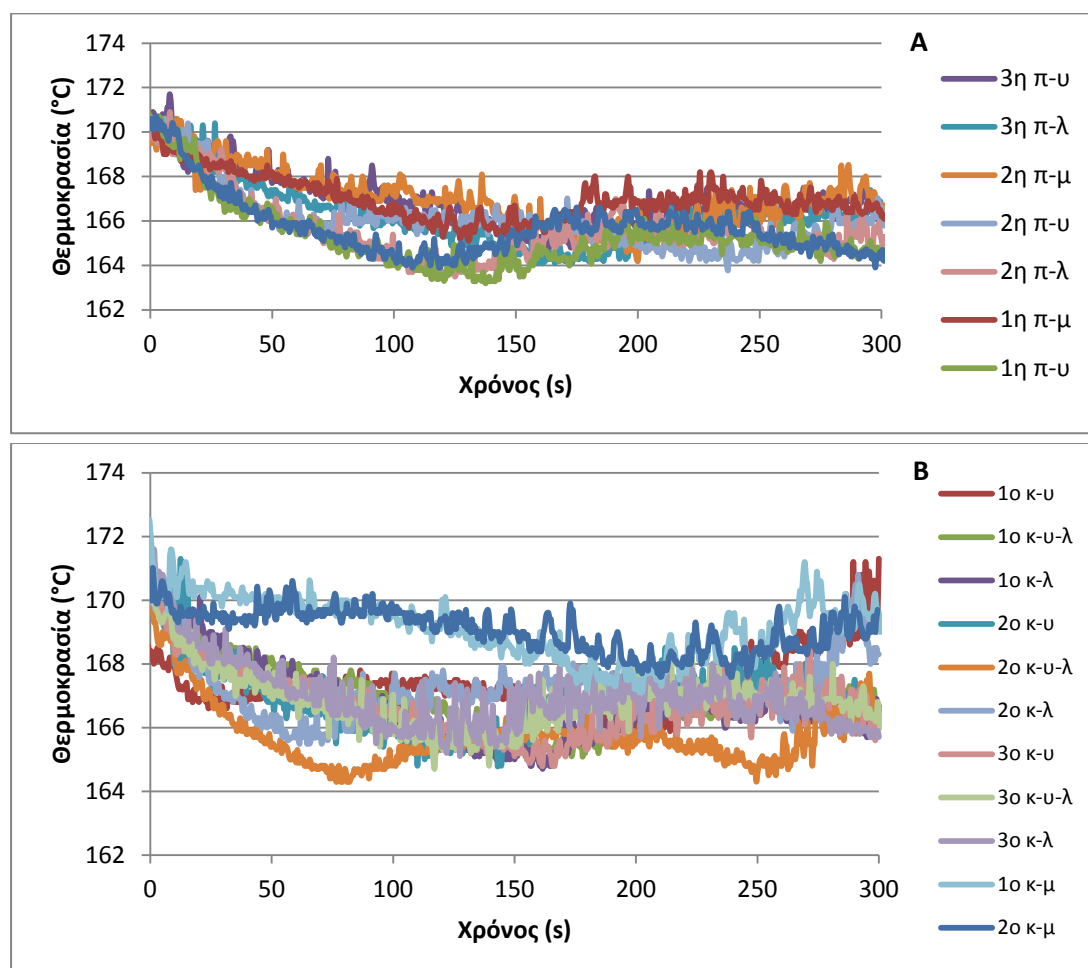 A
Θερμοκρασία (°C)
174
172
170
168
166
164
162
0 50 100 150 200 250 300
Χρόνος (s)
3η π-υ
3η π-λ
2η π-μ
2η π-υ
2η π-λ
1η π-μ
1η π-υ
B
Θερμοκρασία (°C)
174
172
170
168
166
164
162
0 50 100 150 200 250 300
Χρόνος (s)
1ο κ-υ
1ο κ-υ-λ
1ο κ-λ
2ο κ-υ
2ο κ-υ-λ
2ο κ-λ
3ο κ-υ
3ο κ-υ-λ
3ο κ-λ
1ο κ-μ
2ο κ-μ